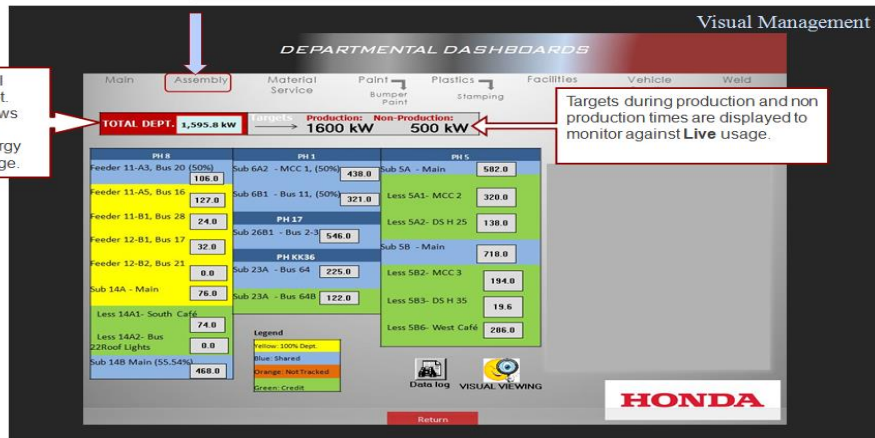 Visual Management
DEPARTMENTAL DASHBOARDS
Main Assembly Material Service Paint Bumper Paint Plastics Stamping Facilities Vehicle Weld
TOTAL DEPT. 1,595.8 kW Targets Production: 1600 kW Non-Production: 500 kW
Targets during production and non
production times are displayed to
monitor against Live usage.
PH 8
Feeder 11-A3, Bus 20 (50%) 106.0
Feeder 11-A5, Bus 16 127.0
Feeder 11-B1, Bus 28 24.0
Feeder 12-B1, Bus 17 32.0
Feeder 12-B2, Bus 21 0.0
Sub 14A - Main 76.0
Less 14A1- South Café 74.0
Less 14A2- Bus
22Roof Lights 0.0
Sub 14B Main (55.54%) 468.0
PH 1
Sub 6A2 - MCC 1, (50%) 438.0
Sub 6B1 - Bus 11, (50%) 321.0
PH 17
Sub 26B1 - Bus 2-3 546.0
PH KK36
Sub 23A - Bus 64 225.0
Sub 23A - Bus 64B 122.0
PH 5
Sub 5A - Main 582.0
Less 5A1- MCC 2 320.0
Less 5A2- DS H 25 138.0
Sub 5B - Main 718.0
Less 5B2- MCC 3 194.0
Less 5B3- DS H 35 19.6
Less 5B6- West Café 286.0
Legend
Yellow: 100% Dept.
Blue: Shared
Orange: Not Tracked
Green: Credit
Data log VISUAL VIEWING
HONDA
Return